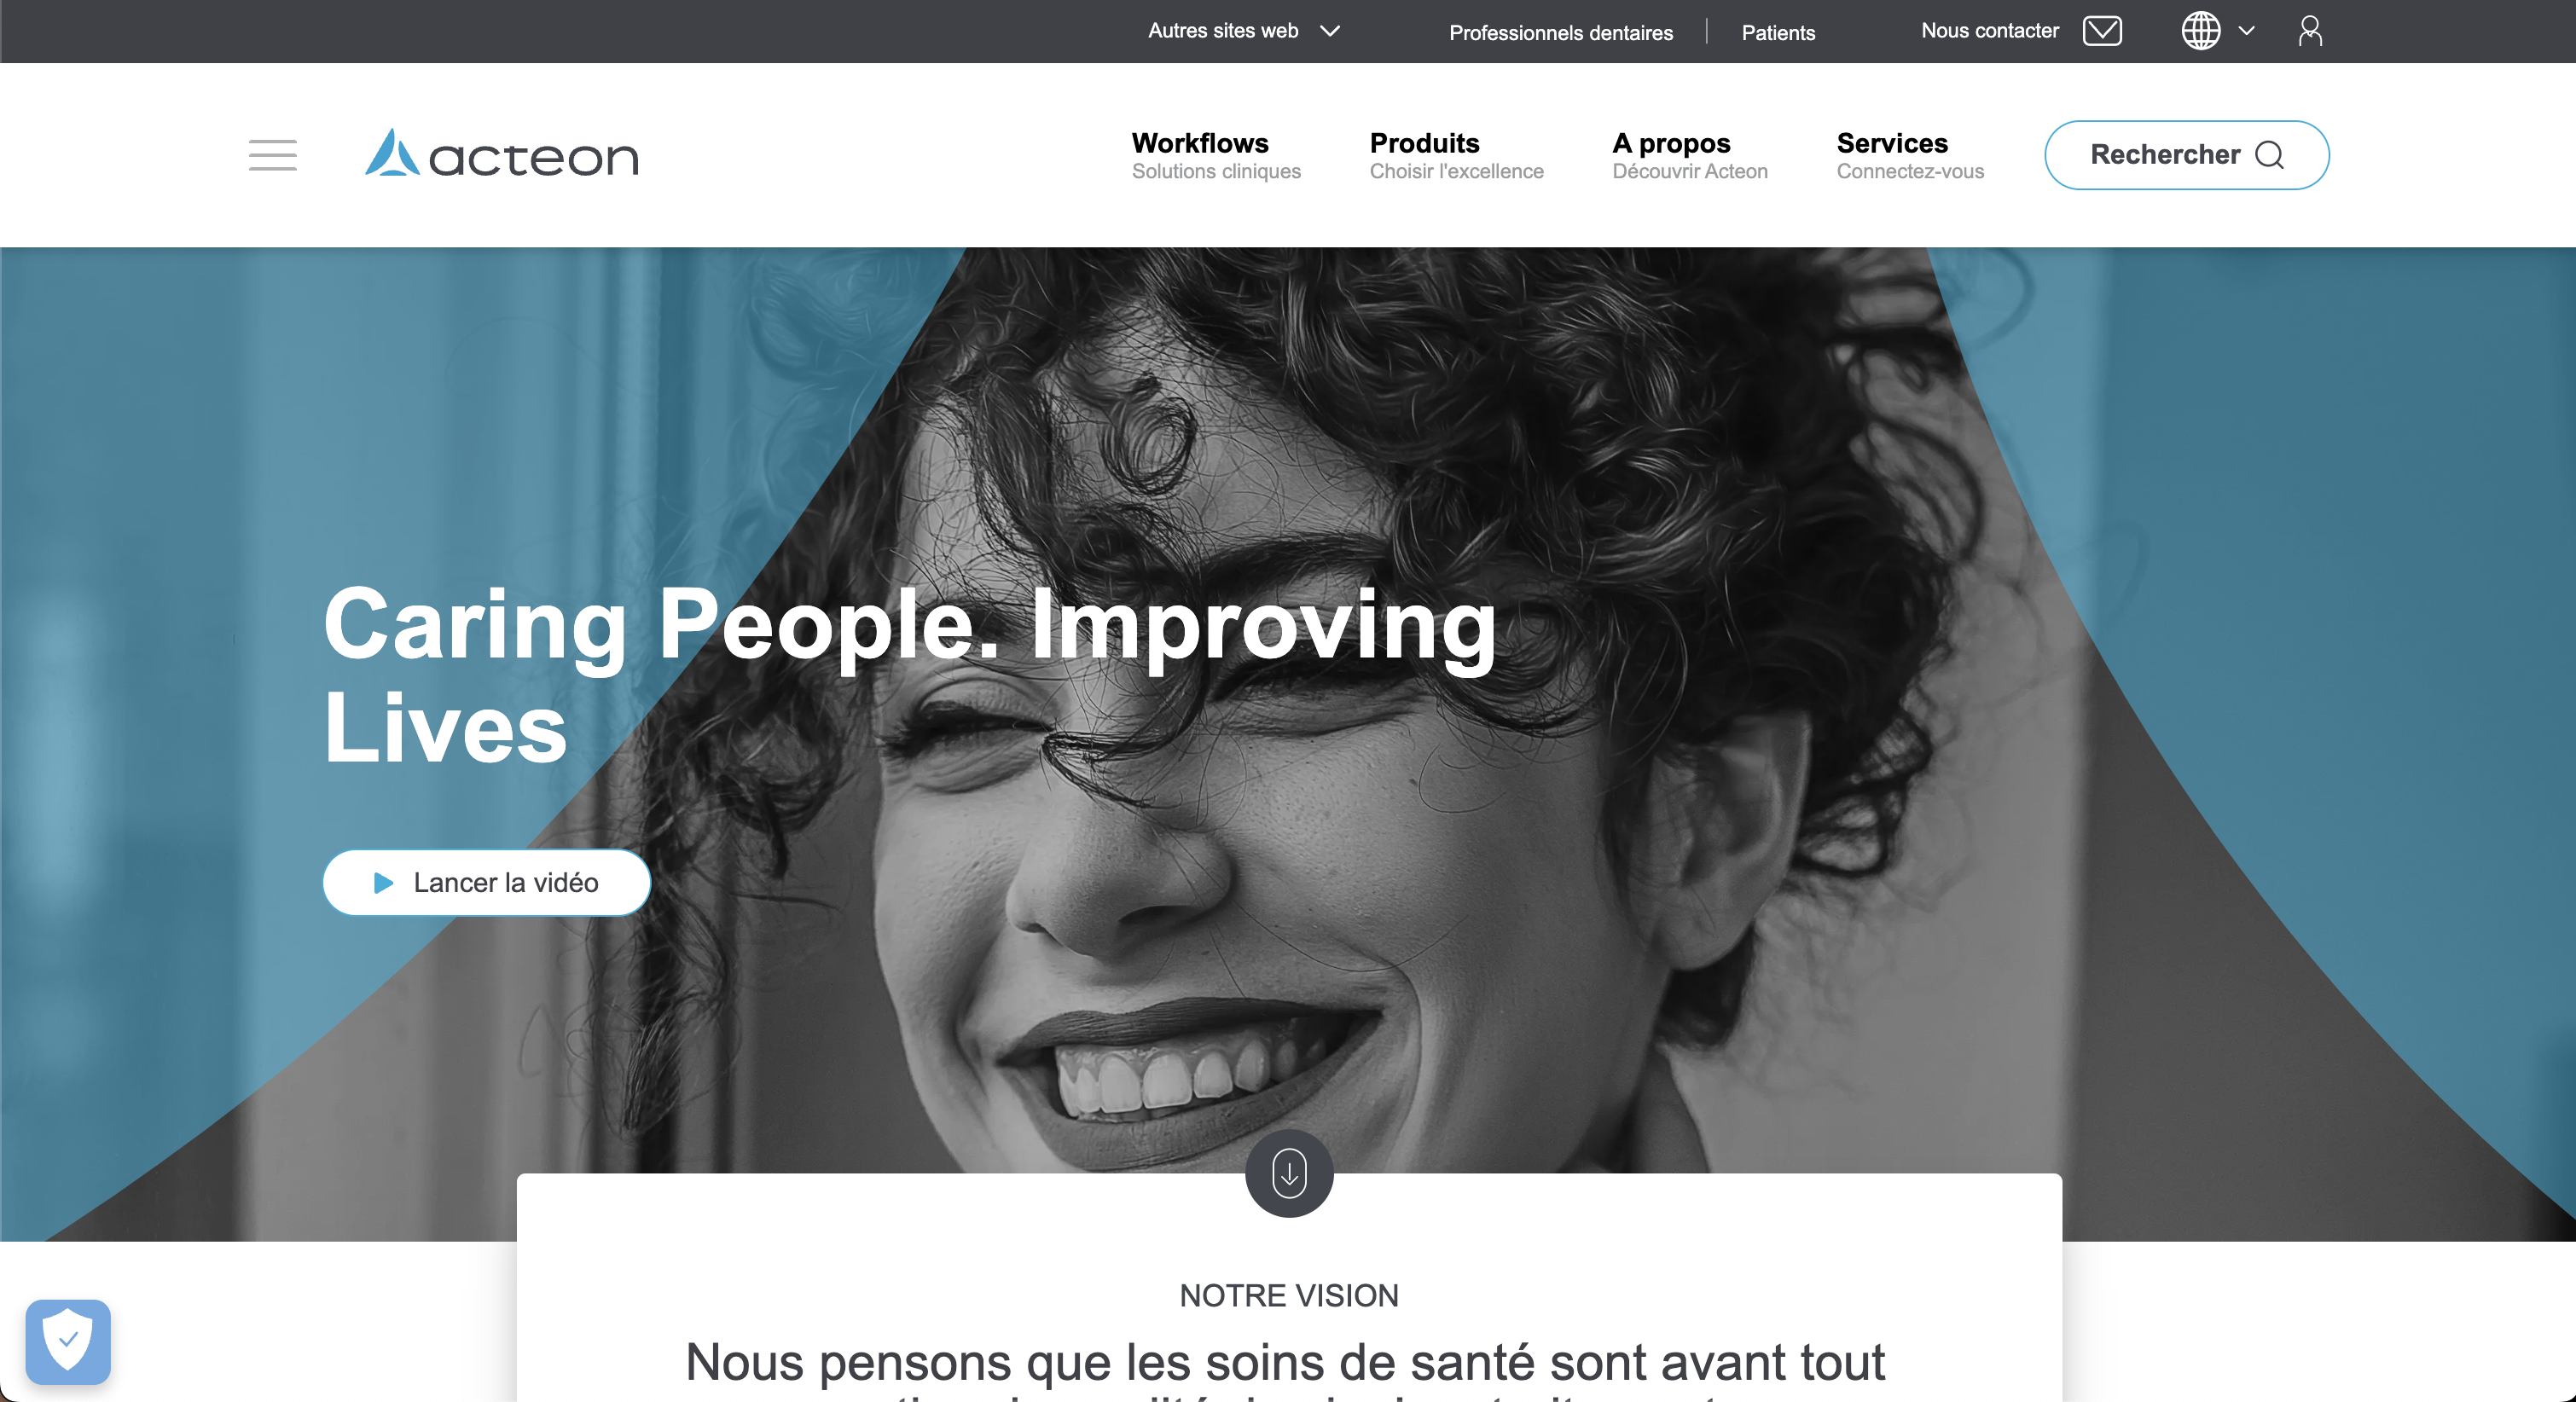 Autres sites web
Professionnels dentaires
Patients
Nous contacter
acteon
Workflows
Solutions cliniques
Produits
Choisir l'excellence
A propos
Découvrir Acteon
Services
Connectez-vous
Rechercher
Caring People. Improving
Lives
Lancer la vidéo
NOTRE VISION
Nous pensons que les soins de santé sont avant tout